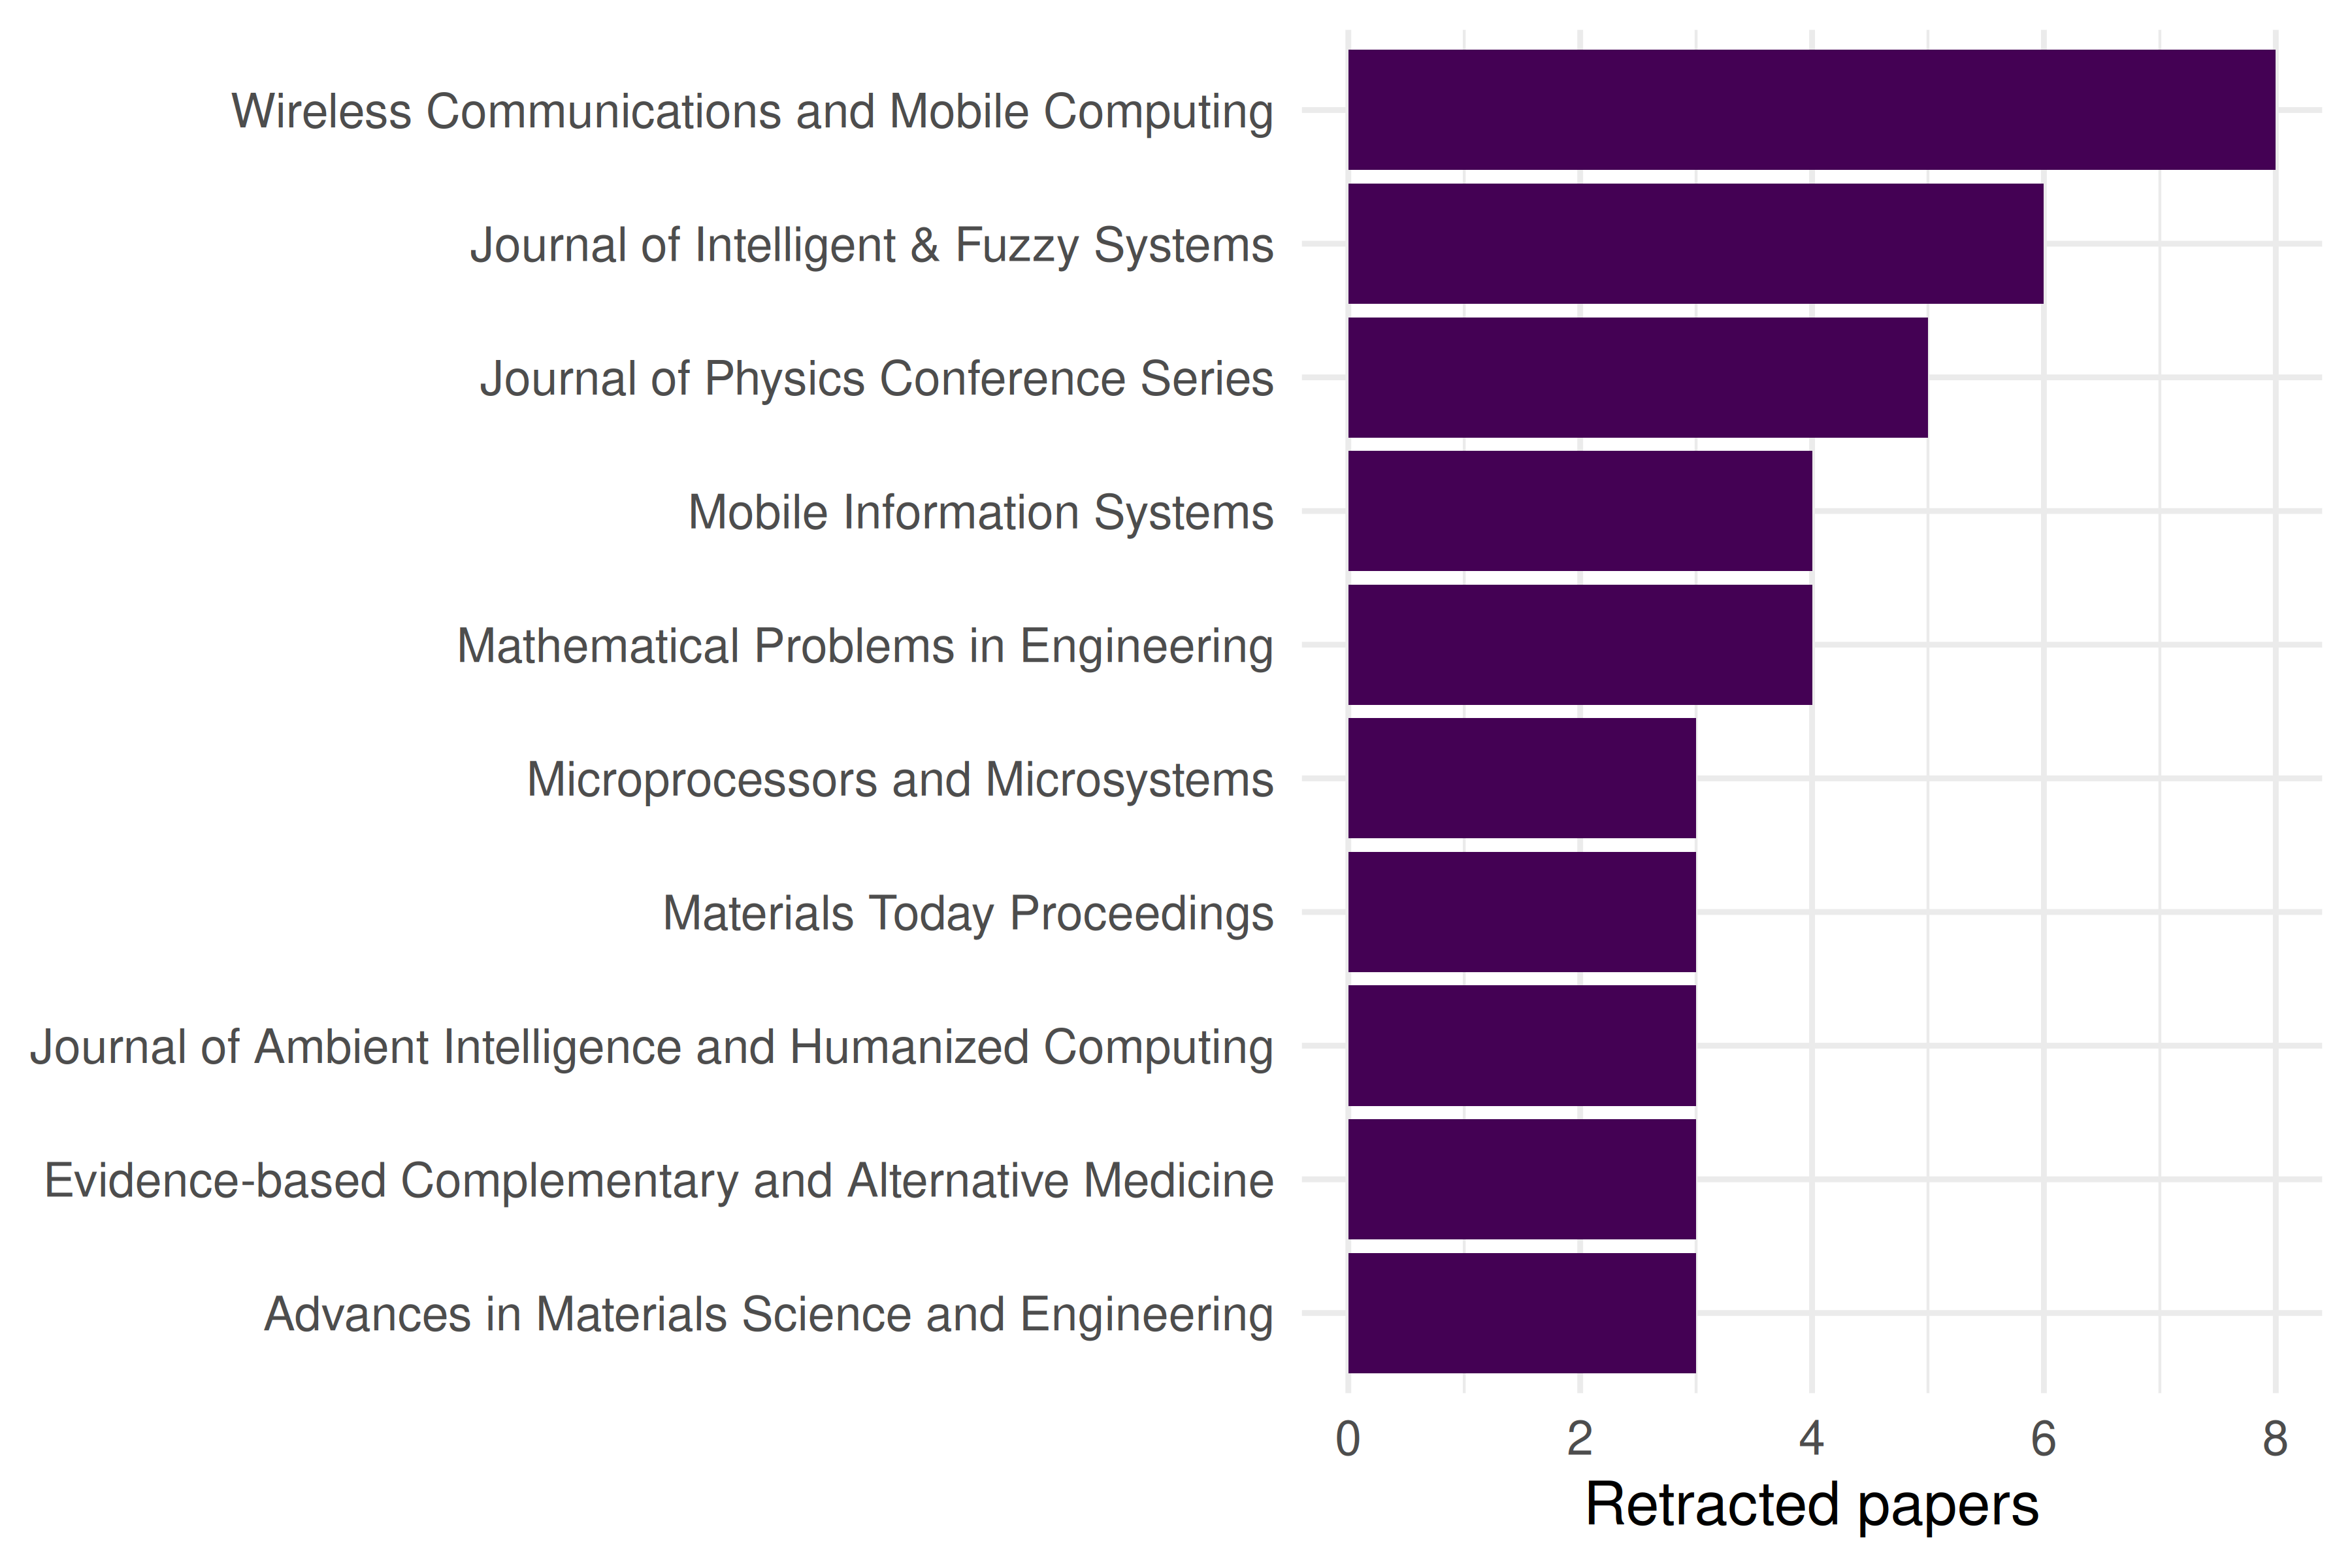 Wireless Communications and Mobile Computing
Journal of Intelligent & Fuzzy Systems
Journal of Physics Conference Series
Mobile Information Systems
Mathematical Problems in Engineering
Microprocessors and Microsystems
Materials Today Proceedings
Journal of Ambient Intelligence and Humanized Computing
Evidence-based Complementary and Alternative Medicine
Advances in Materials Science and Engineering
0 2 4 6 8
Retracted papers